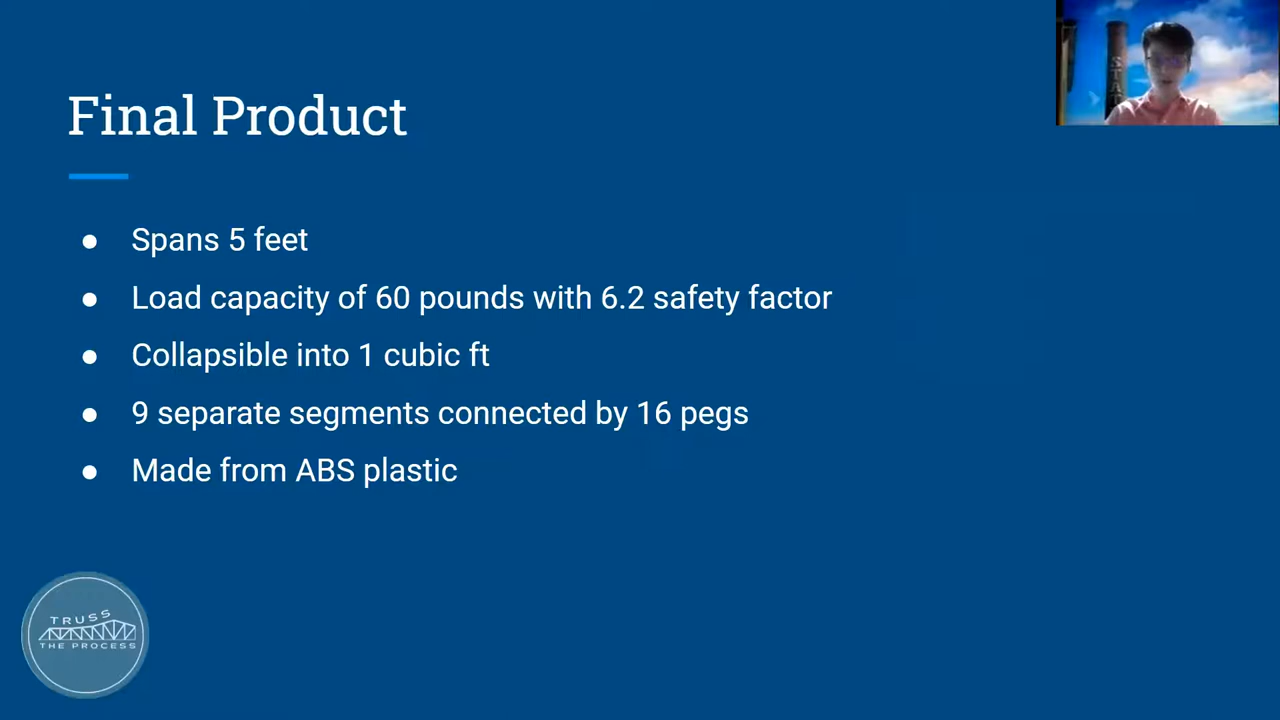 Final Product
● Spans 5 feet
● Load capacity of 60 pounds with 6.2 safety factor
● Collapsible into 1 cubic ft
● 9 separate segments connected by 16 pegs
● Made from ABS plastic
TRUSS
THE PROCESS